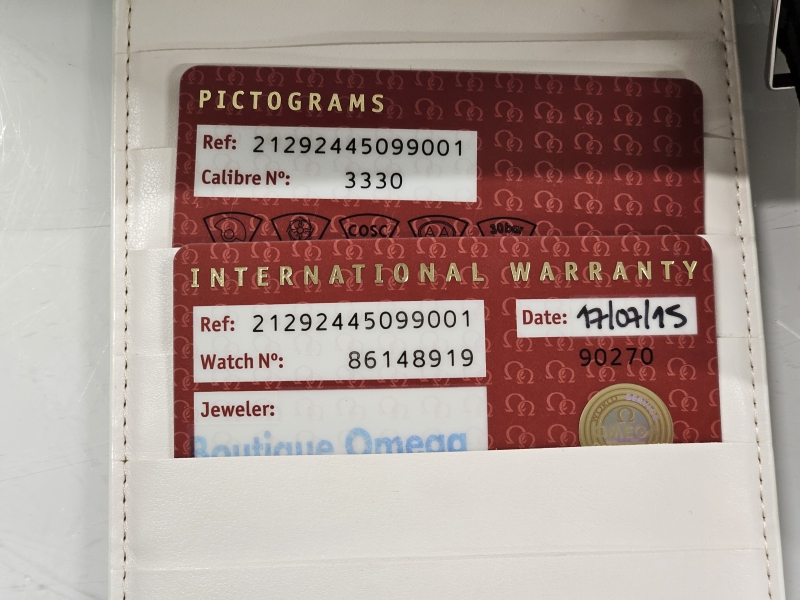 PICTOGRAMS
Ref: 21292445099001
Calibre Nº: 3330
COSC
30bar
INTERNATIONAL WARRANTY
Ref: 21292445099001
Date: 17/07/15
Watch Nº: 86148919
90270
Jeweler:
Boutique Omega